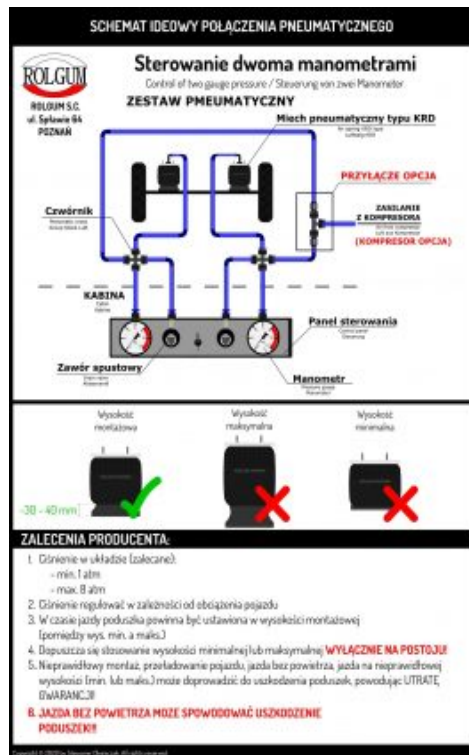 SCHEMAT IDEOWY POŁĄCZENIA PNEUMATYCZNEGO
ROLGUM
ROLGUM S.C.
ul. Spławie 64
POZNAŃ
Sterowanie dwoma manometrami
Control of two gauge pressure / Steuerung von zwei Manometer
ZESTAW PMEUMATYCZNY
Miech pneumatyczny typu KRD
PRZYŁĄCZE OPCJA
Czwórnik
ZASILANIE
Z KOMPRESORA
(KOMPRESOR OPCJA)
KABINA
Panel sterowania
Zawór spustowy
Manometr
Wysokość
montażowa
Wysokość
maksymalna
Wysokość
minimalna
~30 - 40 mm
ZALECENIA PRODUCENTA:
1. Ciśnienie w układzie (zalecane):
- min. 1 atm
- max. 8 atm
2. Ciśnienie regulować w zależności od obciążenia pojazdu
3. W czasie jazdy poduszka powinna być ustawiona w wysokości montażowej
(pomiędzy wys. min. a maks.)
4. Dopuszcza się stosowanie wysokości minimalnej lub maksymalnej WYŁĄCZNIE NA POSTOJU!
5. Nieprawidłowy montaż, przeładowanie pojazdu, jazda bez powietrza, jazda na nieprawidłowej
wysokości (min. lub maks.) może doprowadzić do uszkodzenia poduszek, powodując UTRATĘ
GWARANCJI!
6. JAZDA BEZ POWIETRZA MOŻE SPOWODOWAĆ USZKODZENIE
PODUSZEK!!!